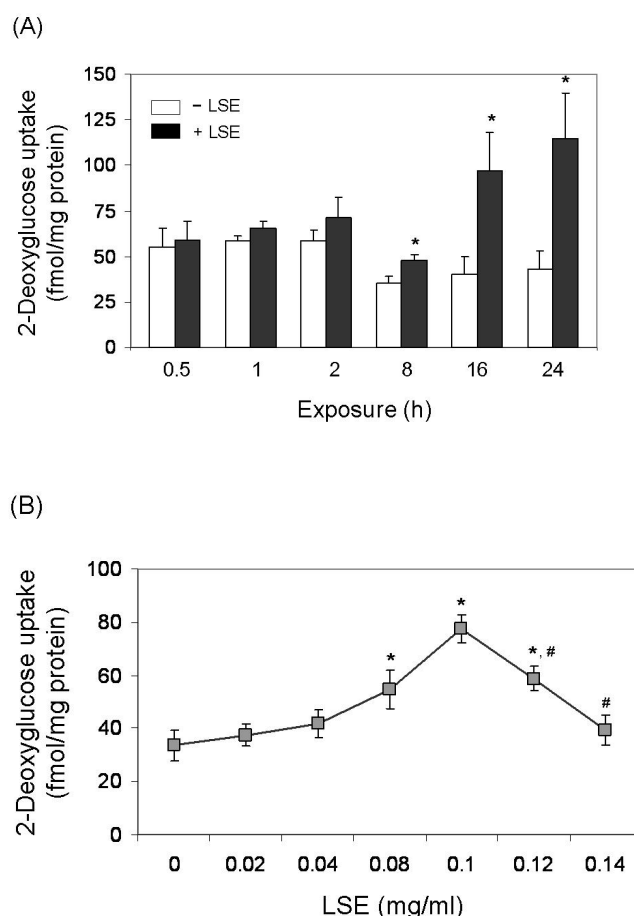 (A)
2-Deoxyglucose uptake
(fmol/mg protein)
150
125
100
75
50
25
0
– LSE
+ LSE
*
*
*
0.5 1 2 8 16 24
Exposure (h)
(B)
2-Deoxyglucose uptake
(fmol/mg protein)
100
80
60
40
20
0
*
*
*, #
#
0 0.02 0.04 0.08 0.1 0.12 0.14
LSE (mg/ml)